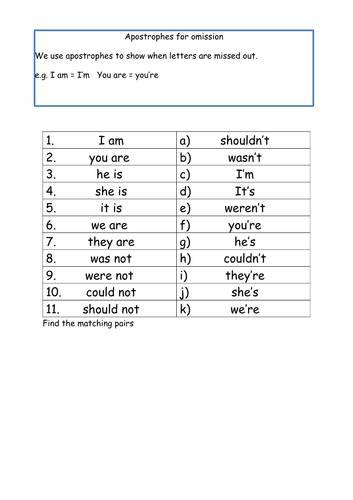 Apostrophes for omission
We use apostrophes to show when letters are missed out.
e.g. I am = I'm   You are = you're
1. I am a) shouldn't
2. you are b) wasn't
3. he is c) I'm
4. she is d) It's
5. it is e) weren't
6. we are f) you're
7. they are g) he's
8. was not h) couldn't
9. were not i) they're
10. could not j) she's
11. should not k) we're
Find the matching pairs